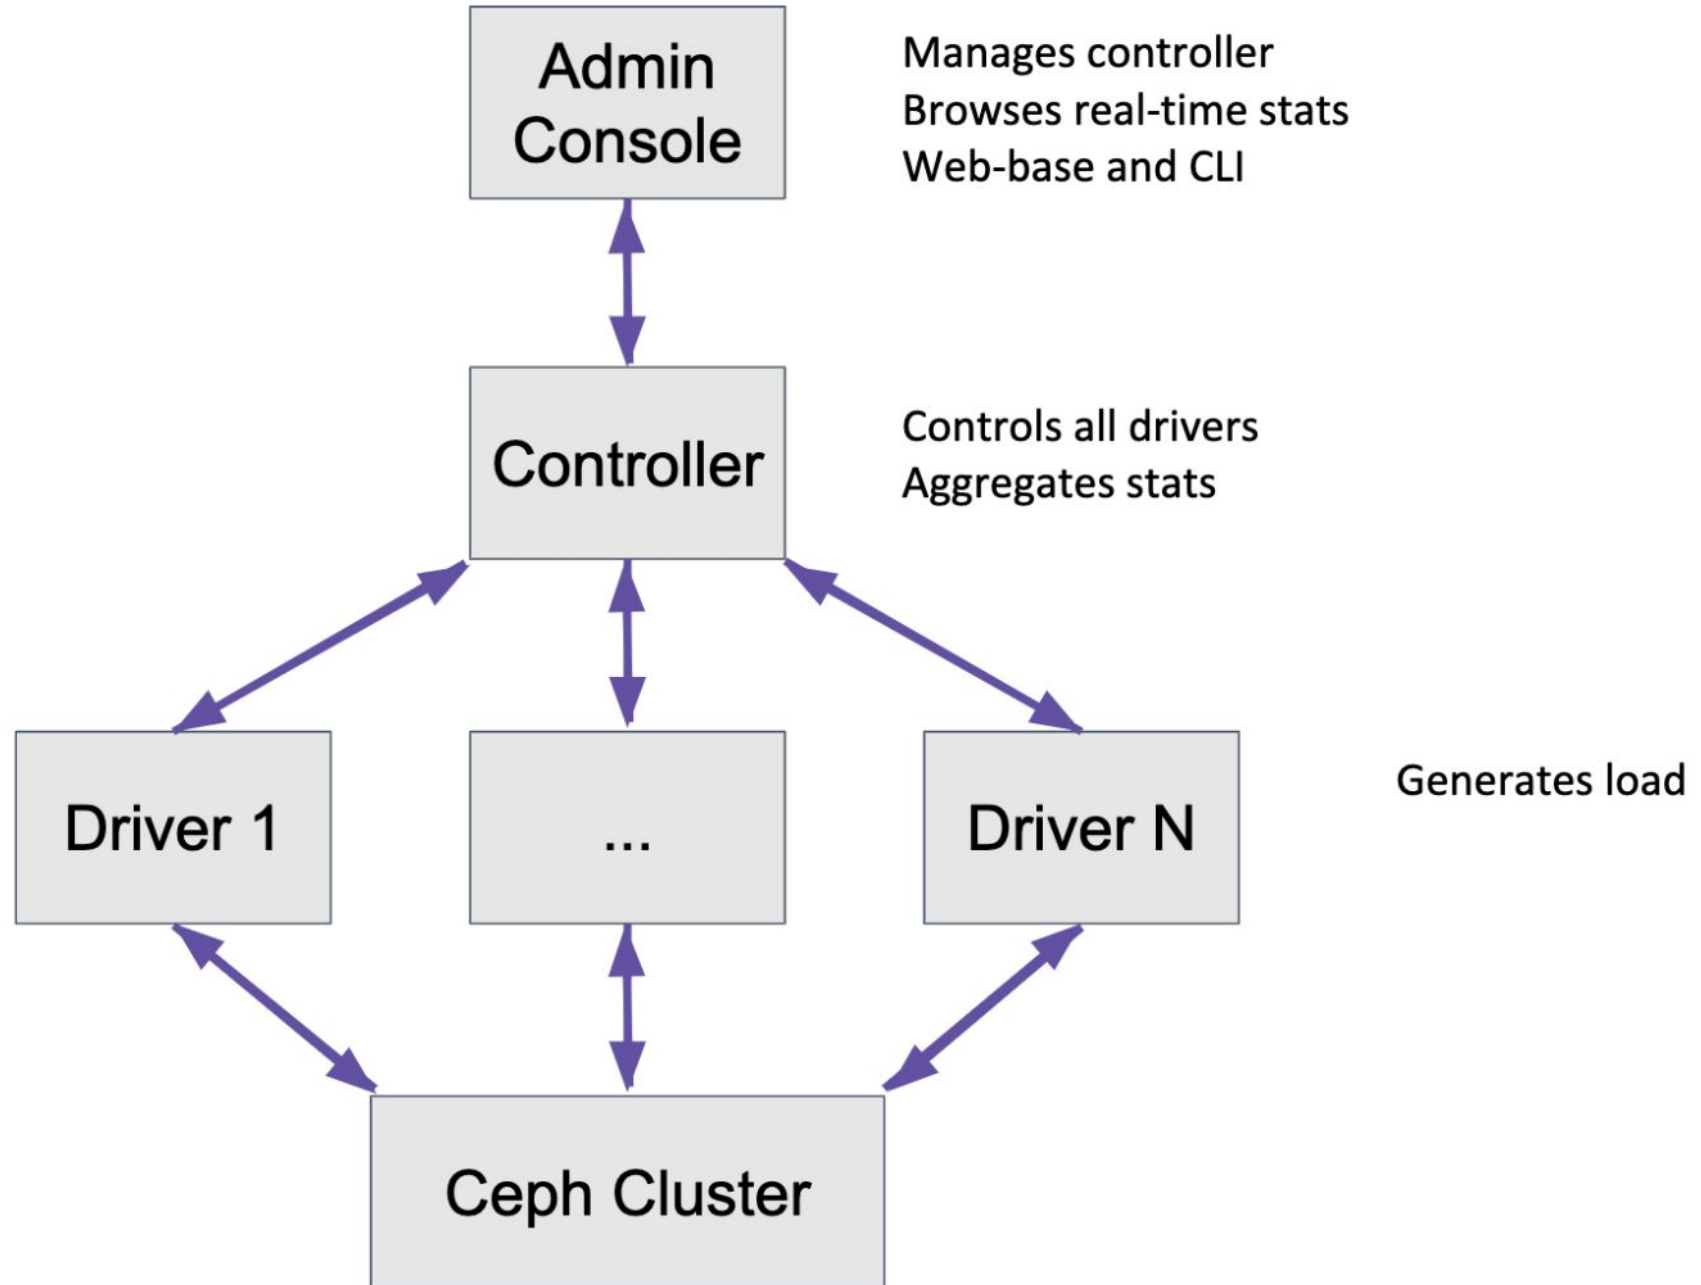 Admin
Console
Manages controller
Browses real-time stats
Web-base and CLI
Controller
Controls all drivers
Aggregates stats
Driver 1
...
Driver N
Generates load
Ceph Cluster